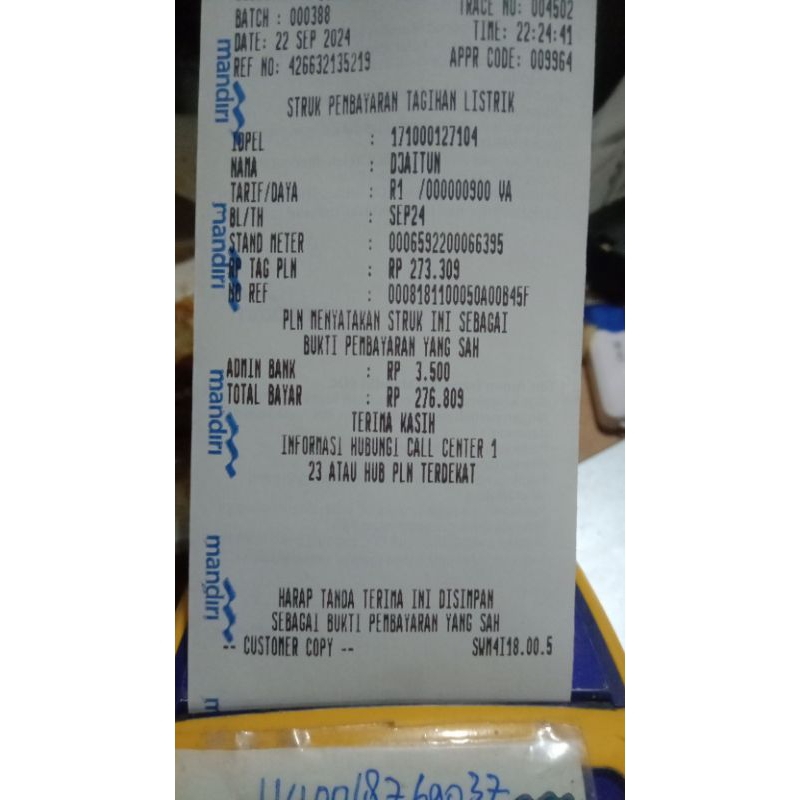 BATCH : 000388 TRACE NO: 004502
DATE: 22 SEP 2024 TIME: 22:24:41
REF NO: 426632135219 APPR CODE: 009964
STRUK PEMBAYARAN TAGIHAN LISTRIK
IDPEL : 171000127104
NAMA : DJAITUN
TARIF/DAYA : R1 /000000900 VA
BL/TH : SEP24
STAND METER : 0006592200066395
RP TAG PLN : RP 273.309
NO REF : 0008181100050A00B45F
PLN MENYATAKAN STRUK INI SEBAGAI
BUKTI PEMBAYARAN YANG SAH
ADMIN BANK : RP 3.500
TOTAL BAYAR : RP 276.809
TERIMA KASIH
INFORMASI HUBUNGI CALL CENTER 1
23 ATAU HUB PLN TERDEKAT
HARAP TANDA TERIMA INI DISIMPAN
SEBAGAI BUKTI PEMBAYARAN YANG SAH
-- CUSTOMER COPY -- SWM4I18.00.5
mandiri
mandiri
mandiri
mandiri